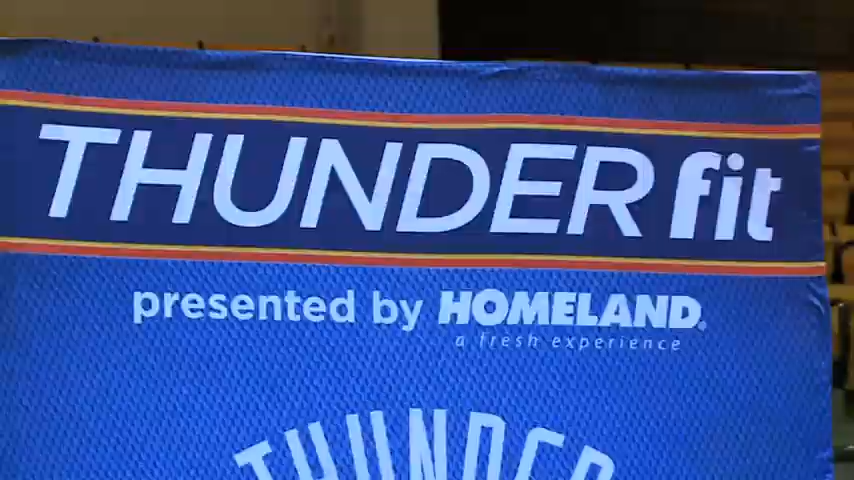 THUNDER fit
presented by HOMELAND®
a fresh experience
THUNDER